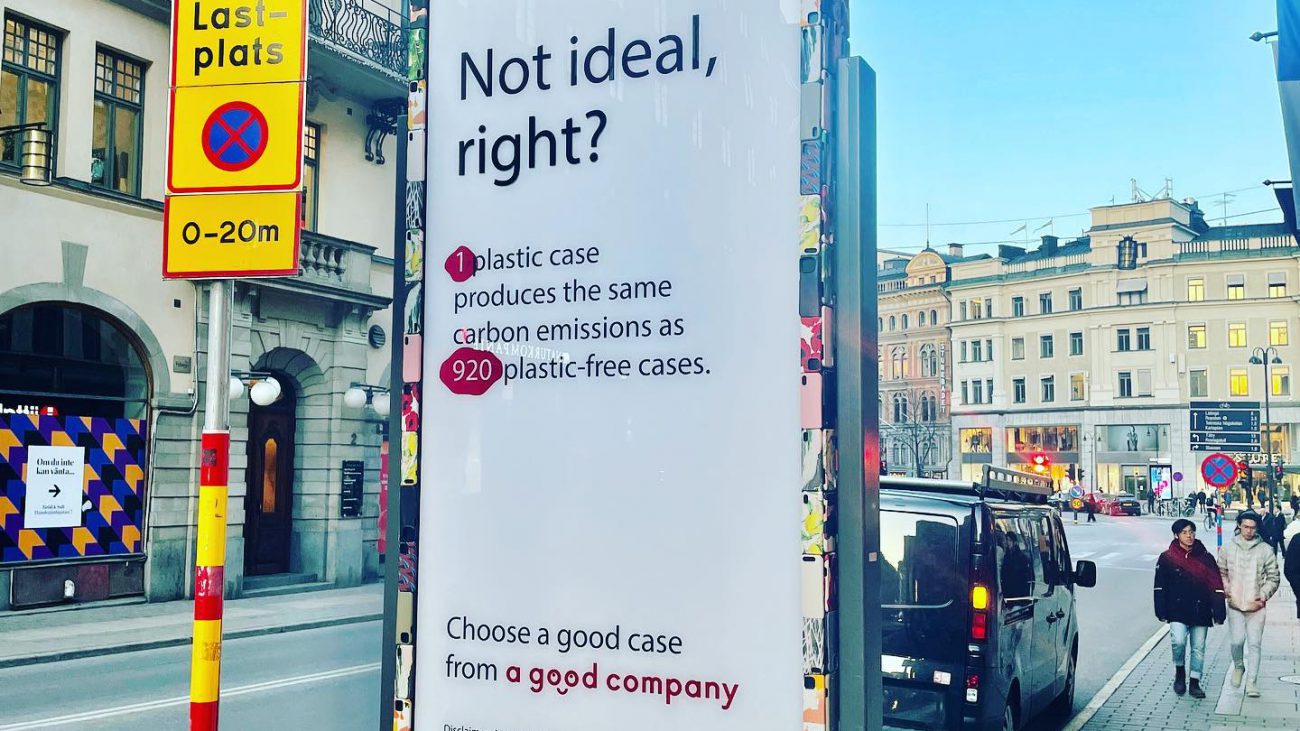 Last-
plats
0-20m
Not ideal,
right?
1 plastic case
produces the same
carbon emissions as
920 plastic-free cases.
Choose a good case
from a good company
Om du inte
kan vänta...